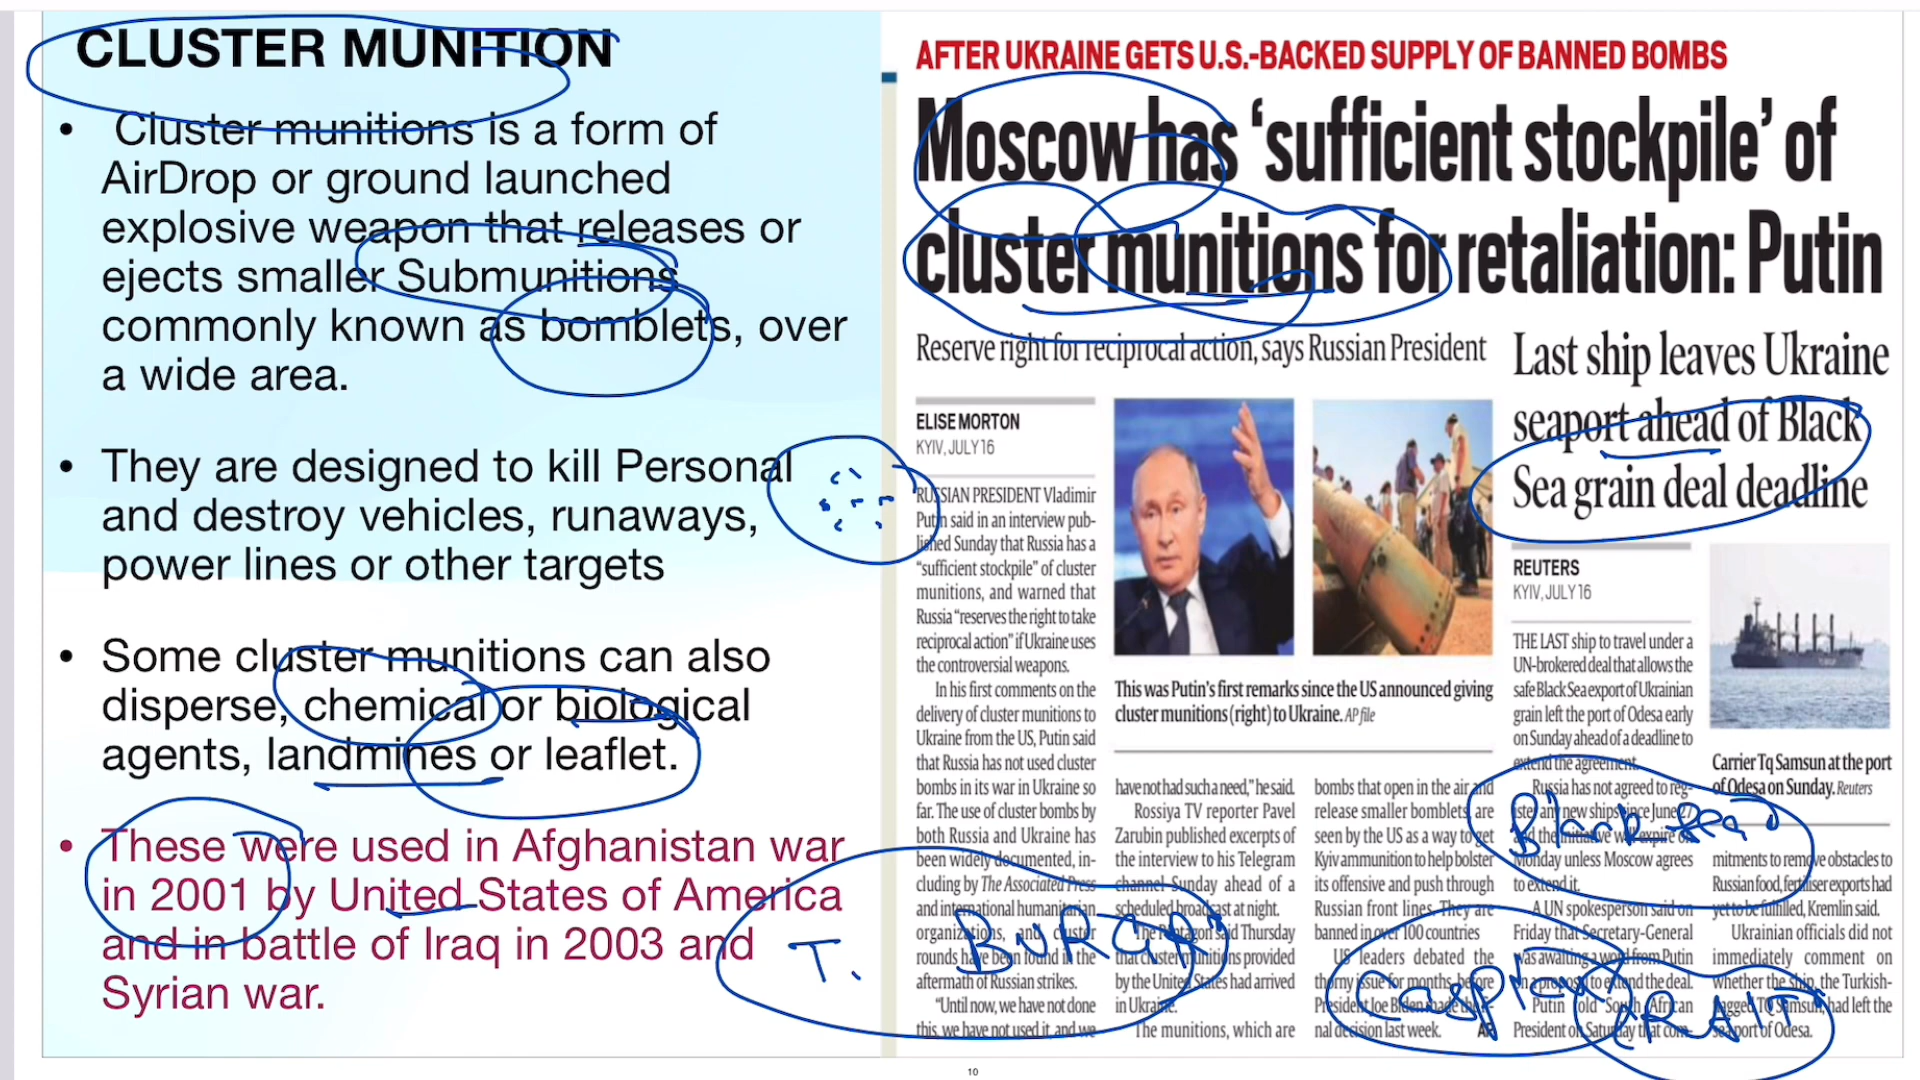 CLUSTER MUNITION
• Cluster munitions is a form of
AirDrop or ground launched
explosive weapon that releases or
ejects smaller Submunitions
commonly known as bomblets, over
a wide area.
• They are designed to kill Personal
and destroy vehicles, runaways,
power lines or other targets
• Some cluster munitions can also
disperse, chemical or biological
agents, landmines or leaflet.
• These were used in Afghanistan war
in 2001 by United States of America
and in battle of Iraq in 2003 and
Syrian war.
AFTER UKRAINE GETS U.S.-BACKED SUPPLY OF BANNED BOMBS
Moscow has ‘sufficient stockpile’ of
cluster munitions for retaliation: Putin
Reserve right for reciprocal action, says Russian President
ELISE MORTON
KYIV, JULY 16
RUSSIAN PRESIDENT Vladimir
Putin said in an interview pub-
lished Sunday that Russia has a
“sufficient stockpile” of cluster
munitions, and warned that
Russia “reserves the right to take
reciprocal action” if Ukraine uses
the controversial weapons.
In his first comments on the
delivery of cluster munitions to
Ukraine from the US, Putin said
that Russia has not used cluster
bombs in its war in Ukraine so
far. The use of cluster bombs by
both Russia and Ukraine has
been widely documented, in-
cluding by The Associated Press
and international humanitarian
organizations, and cluster
rounds have been found in the
aftermath of Russian strikes.
“Until now, we have not done
this, we have not used it, and we
This was Putin’s first remarks since the US announced giving
cluster munitions (right) to Ukraine. AP file
have not had such a need,” he said.
Rossiya TV reporter Pavel
Zarubin published excerpts of
the interview to his Telegram
channel Sunday ahead of a
scheduled broadcast at night.
The Pentagon said Thursday
that cluster munitions provided
by the United States had arrived
in Ukraine.
The munitions, which are
bombs that open in the air and
release smaller bomblets, are
seen by the US as a way to get
Kyiv ammunition to help bolster
its offensive and push through
Russian front lines. They are
banned in over 100 countries
US leaders debated the
thorny issue for months before
President Joe Biden made the fi-
nal decision last week. AP
Last ship leaves Ukraine
seaport ahead of Black
Sea grain deal deadline
REUTERS
KYIV, JULY 16
THE LAST ship to travel under a
UN-brokered deal that allows the
safe Black Sea export of Ukrainian
grain left the port of Odesa early
on Sunday ahead of a deadline to
extend the agreement.
Russia has not agreed to reg-
ister any new ships since June 27
and the initiative will expire on
Monday unless Moscow agrees
to extend it.
A UN spokesperson said on
Friday that Secretary-General
was awaiting a word from Putin
on a proposal to extend the deal.
Putin told South African
President on Saturday that com-
Carrier Tq Samsun at the port
of Odesa on Sunday. Reuters
mitments to remove obstacles to
Russian food, fertiliser exports had
yet to be fulfilled, Kremlin said.
Ukrainian officials did not
immediately comment on
whether the ship, the Turkish-
flagged TQ Samsun, had left the
seaport of Odesa.
Black sea
T. BURGA
Caspian
10